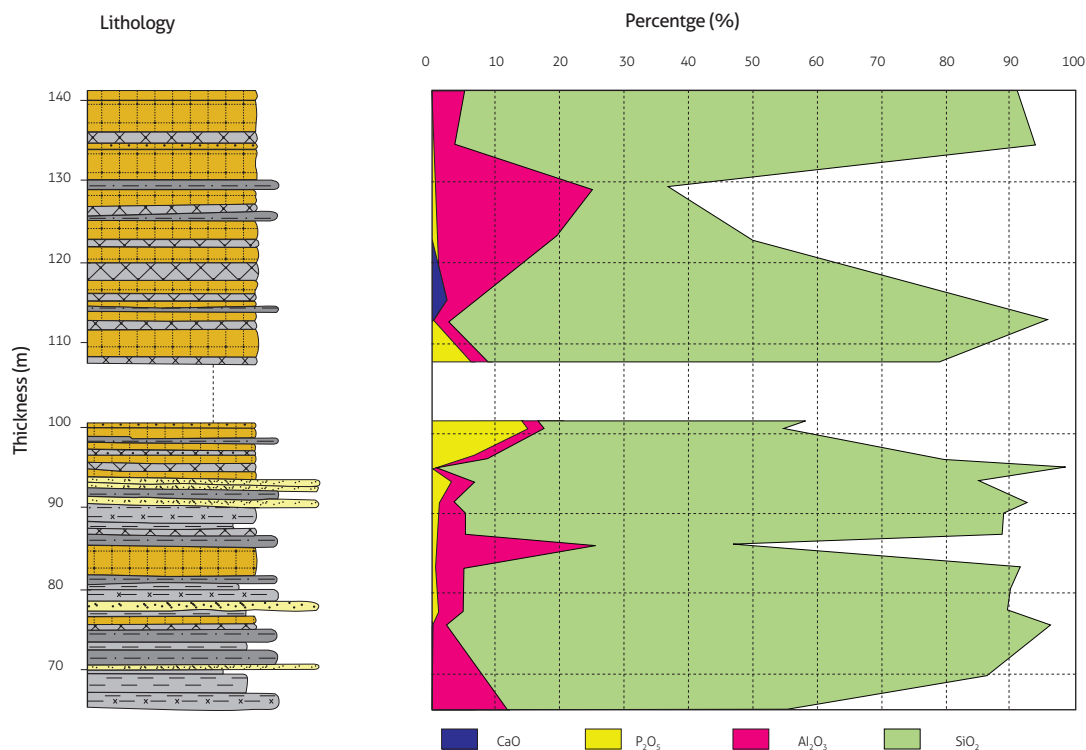 Lithology
Percentge (%)
0 10 20 30 40 50 60 70 80 90 100
140
130
120
110
100
90
80
70
Thickness (m)
CaO P₂O₅ Al₂O₃ SiO₂